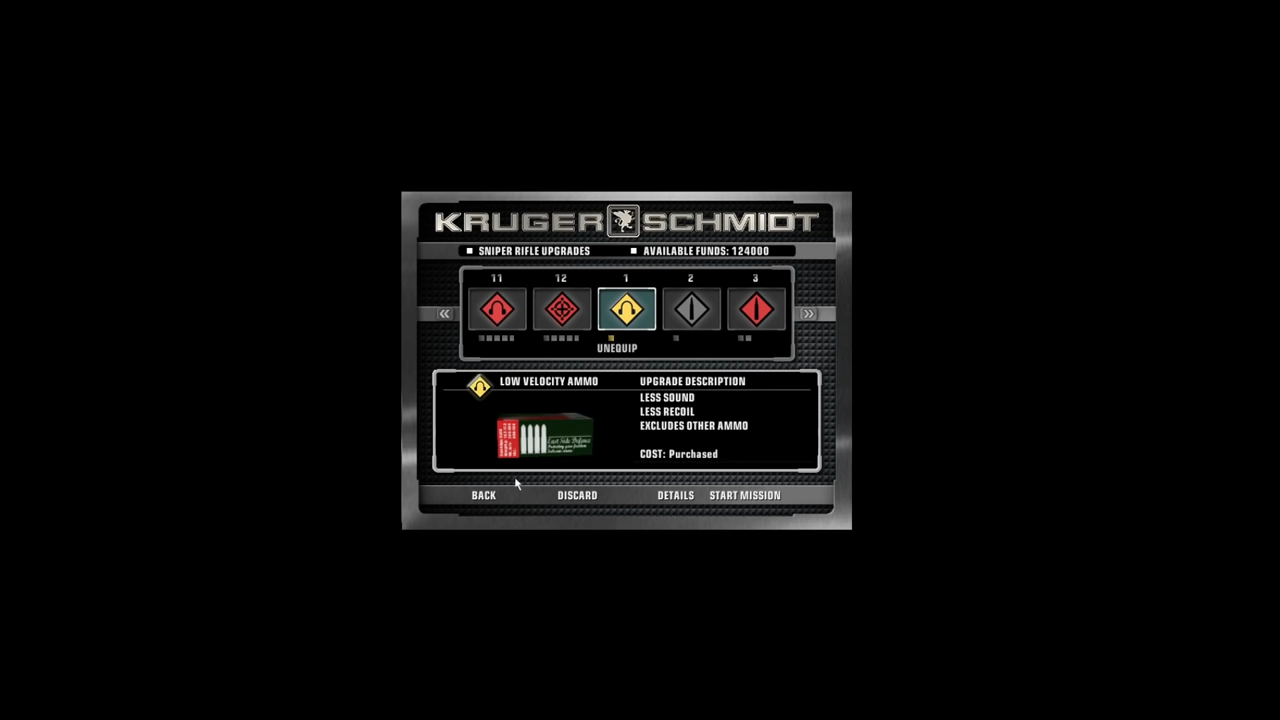 KRUGER SCHMIDT
SNIPER RIFLE UPGRADES AVAILABLE FUNDS: 124000
11 12 1 2 3
UNEQUIP
LOW VELOCITY AMMO UPGRADE DESCRIPTION
LESS SOUND
LESS RECOIL
EXCLUDES OTHER AMMO
COST: Purchased
BACK DISCARD DETAILS START MISSION